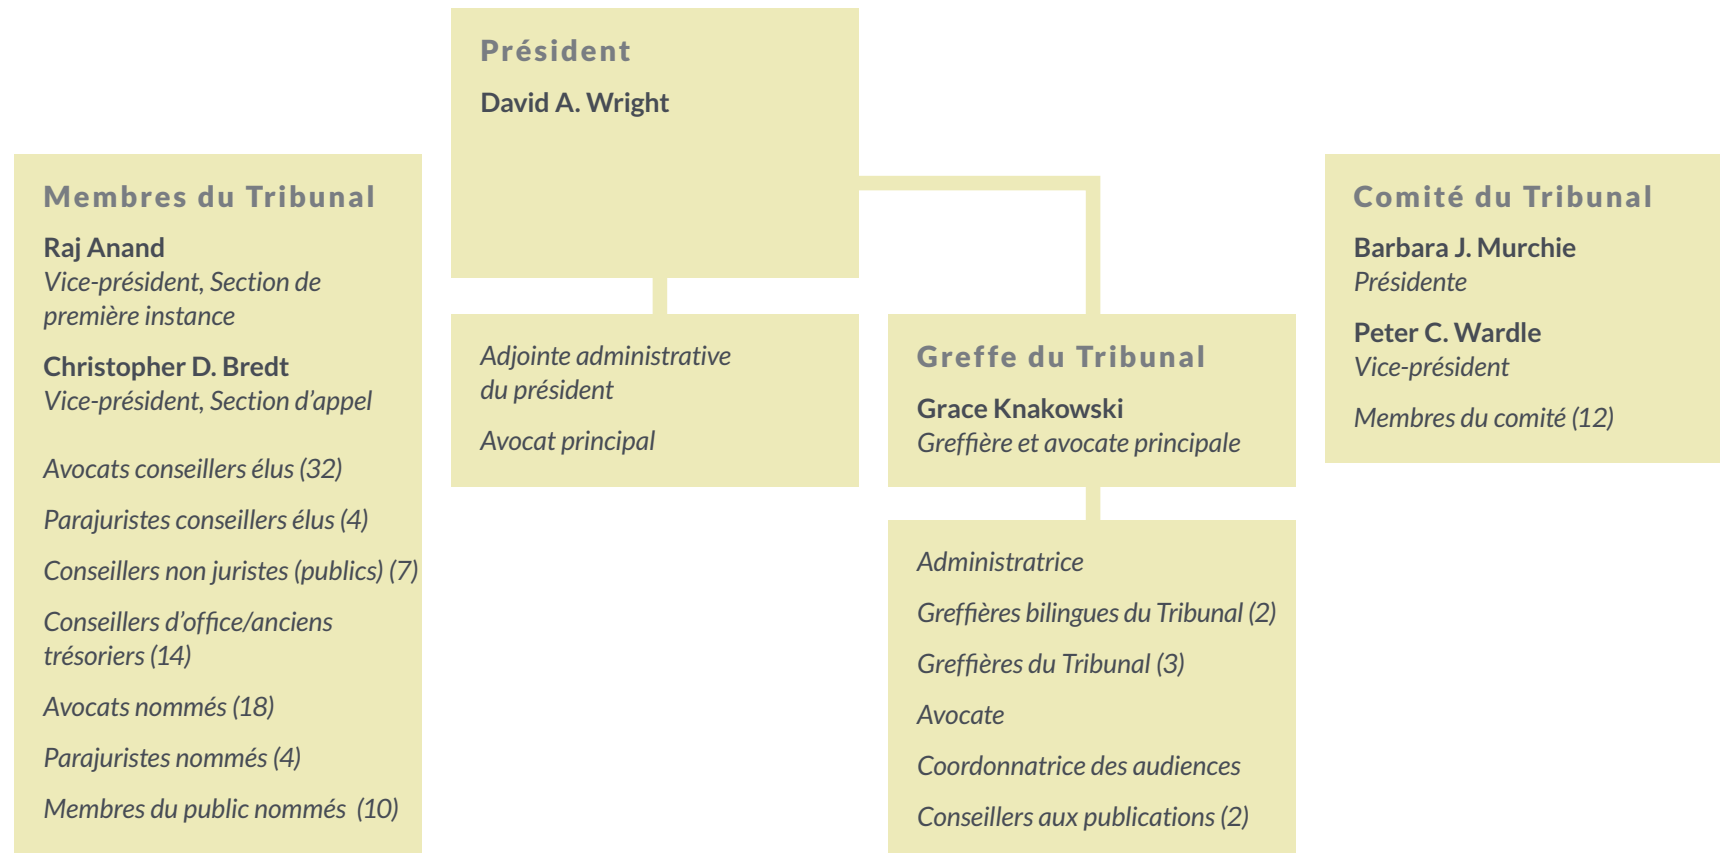 Président
David A. Wright
Membres du Tribunal
Raj Anand
Vice-président, Section de
première instance
Christopher D. Bredt
Vice-président, Section d’appel
Avocats conseillers élus (32)
Parajuristes conseillers élus (4)
Conseillers non juristes (publics) (7)
Conseillers d’office/anciens
trésoriers (14)
Avocats nommés (18)
Parajuristes nommés (4)
Membres du public nommés (10)
Adjointe administrative
du président
Avocat principal
Greffe du Tribunal
Grace Knakowski
Greffière et avocate principale
Administratrice
Greffières bilingues du Tribunal (2)
Greffières du Tribunal (3)
Avocate
Coordonnatrice des audiences
Conseillers aux publications (2)
Comité du Tribunal
Barbara J. Murchie
Présidente
Peter C. Wardle
Vice-président
Membres du comité (12)